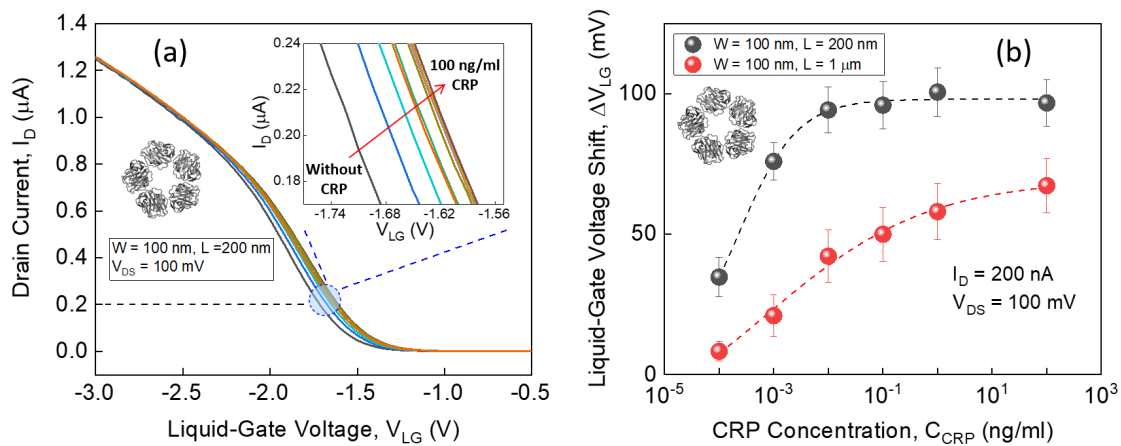 (a)
1.4
1.2
1.0
0.8
0.6
0.4
0.2
0.0
-3.0 -2.5 -2.0 -1.5 -1.0 -0.5
Drain Current, I_D (μA)
Liquid-Gate Voltage, V_LG (V)
W = 100 nm, L =200 nm
V_DS = 100 mV
0.24
0.22
0.20
0.18
-1.74 -1.68 -1.62 -1.56
I_D (μA)
V_LG (V)
100 ng/ml
CRP
Without
CRP
(b)
W = 100 nm, L = 200 nm
W = 100 nm, L = 1 μm
100
50
0
10^-5 10^-3 10^-1 10^1 10^3
Liquid-Gate Voltage Shift, ΔV_LG (mV)
CRP Concentration, C_CRP (ng/ml)
I_D = 200 nA
V_DS = 100 mV